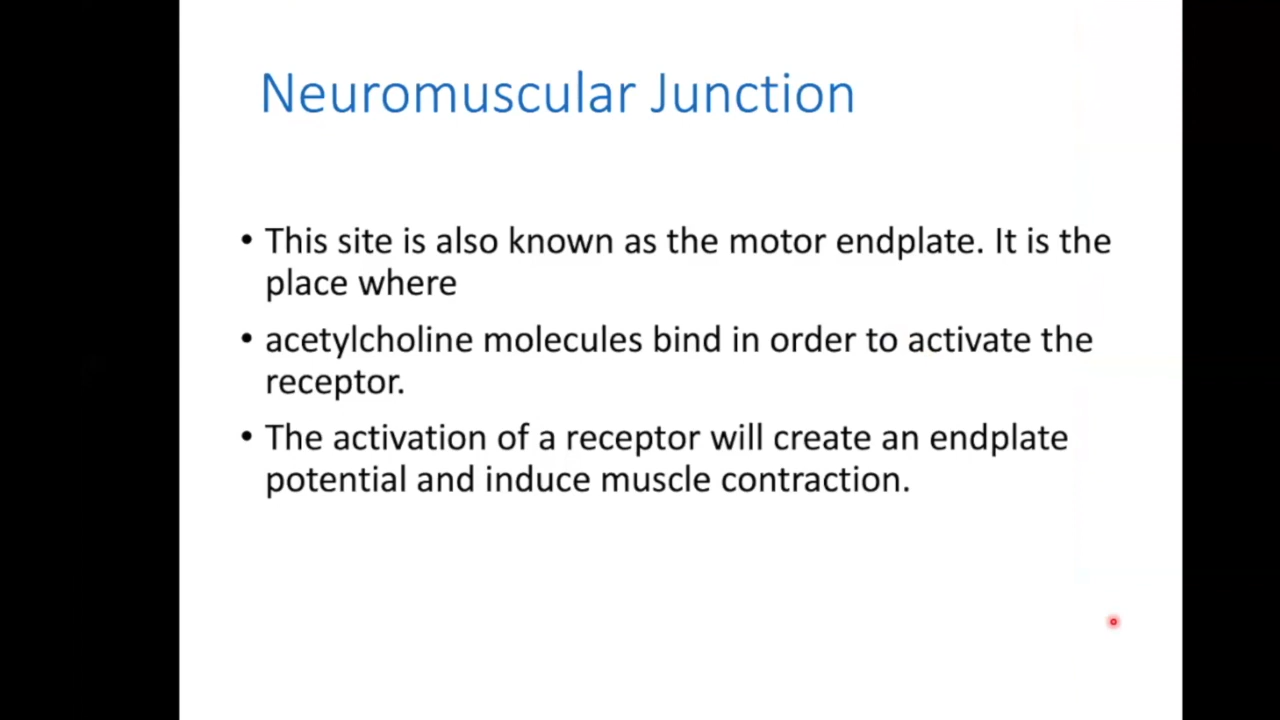 Neuromuscular Junction
• This site is also known as the motor endplate. It is the
place where
• acetylcholine molecules bind in order to activate the
receptor.
• The activation of a receptor will create an endplate
potential and induce muscle contraction.